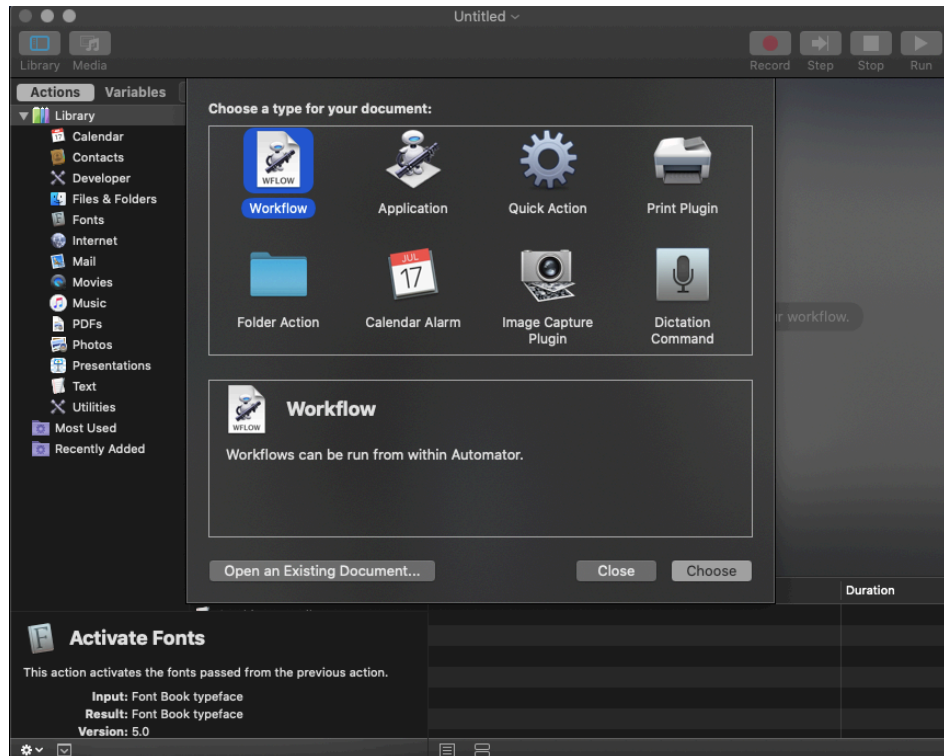 Untitled
Library Media
Record Step Stop Run
Actions Variables
Library
Calendar
Contacts
Developer
Files & Folders
Fonts
Internet
Mail
Movies
Music
PDFs
Photos
Presentations
Text
Utilities
Most Used
Recently Added
Choose a type for your document:
WFLOW
Workflow
Application
Quick Action
Print Plugin
Folder Action
JUL
17
Calendar Alarm
Image Capture
Plugin
Dictation
Command
workflow.
WFLOW
Workflow
Workflows can be run from within Automator.
Open an Existing Document...
Close
Choose
Duration
Activate Fonts
This action activates the fonts passed from the previous action.
Input: Font Book typeface
Result: Font Book typeface
Version: 5.0